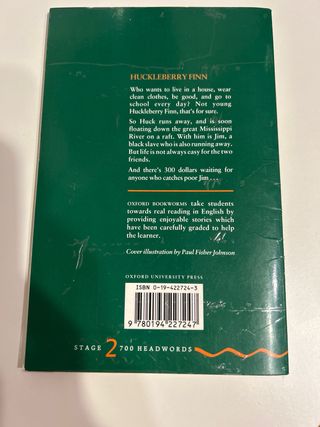 HUCKLEBERRY FINN
Who wants to live in a house, wear
clean clothes, be good, and go to
school every day? Not young
Huckleberry Finn, that's for sure.
So Huck runs away, and is soon
floating down the great Mississippi
River on a raft. With him is Jim, a
black slave who is also running away.
But life is not always easy for the two
friends.
And there's 300 dollars waiting for
anyone who catches poor Jim . . .
OXFORD BOOKWORMS take students
towards real reading in English by
providing enjoyable stories which
have been carefully graded to help
the learner.
Cover illustration by Paul Fisher Johnson
OXFORD UNIVERSITY PRESS
ISBN 0-19-422724-3
9 780194 227247
STAGE 2 700 HEADWORDS